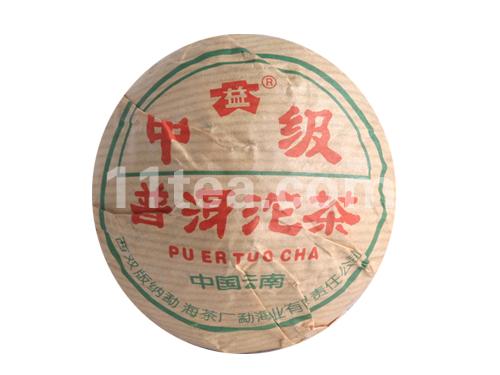 益®
甲 级
普洱沱茶
11tea.com
PU ER TUO CHA
中国云南
西双版纳勐海茶厂勐海茶业有限责任公司